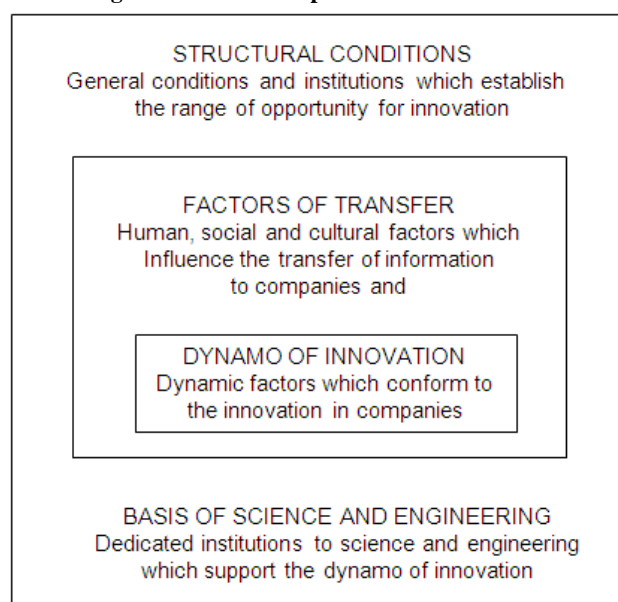 STRUCTURAL CONDITIONS
General conditions and institutions which establish
the range of opportunity for innovation
FACTORS OF TRANSFER
Human, social and cultural factors which
Influence the transfer of information
to companies and
DYNAMO OF INNOVATION
Dynamic factors which conform to
the innovation in companies
BASIS OF SCIENCE AND ENGINEERING
Dedicated institutions to science and engineering
which support the dynamo of innovation